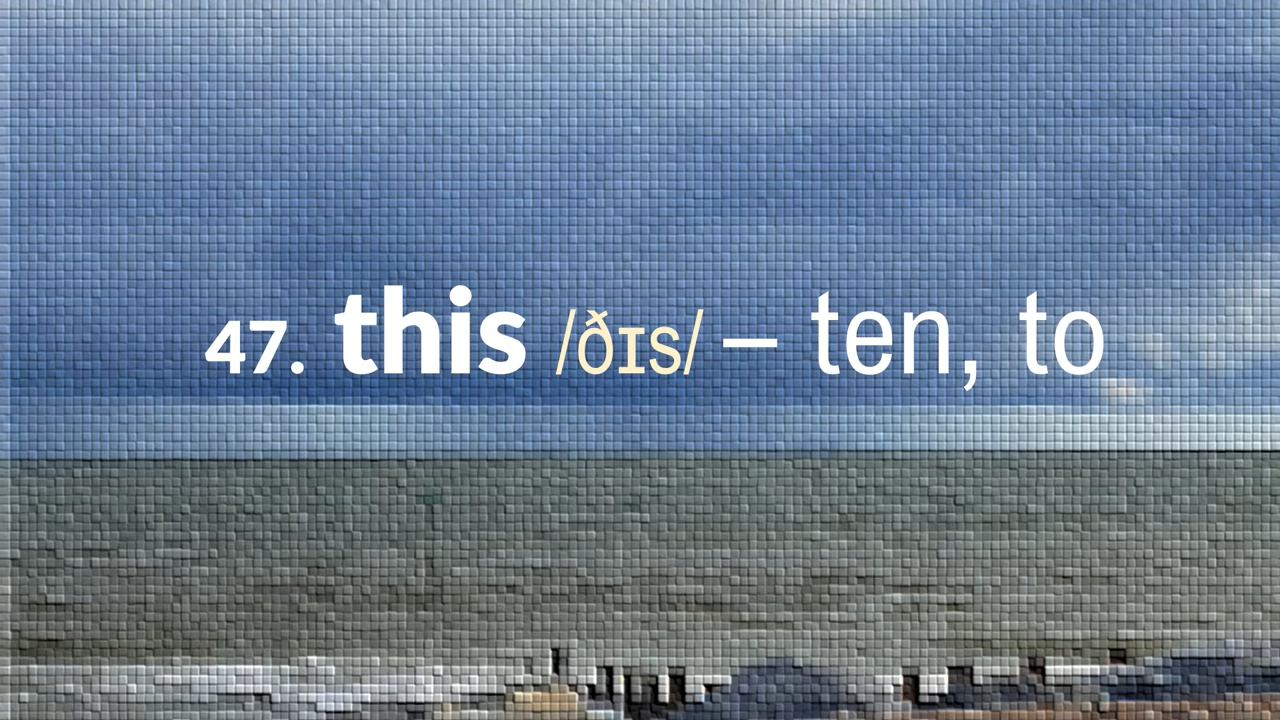 47. this /ðɪs/ – ten, to